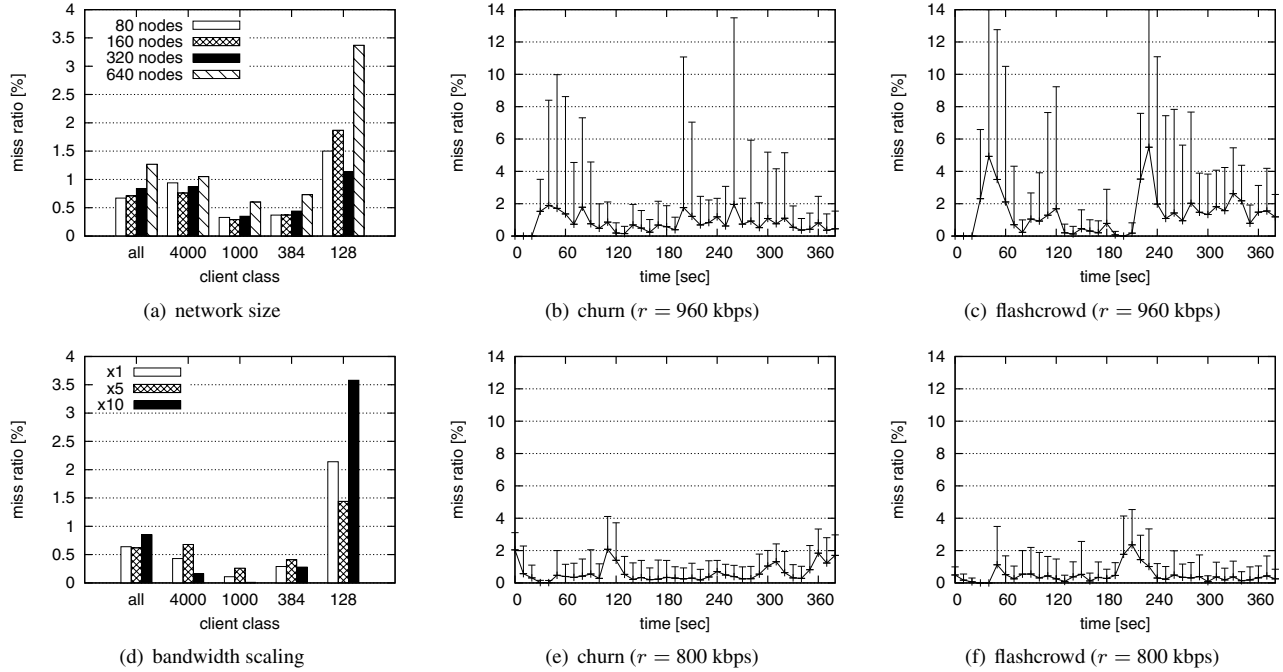 4
3.5
3
2.5
2
1.5
1
0.5
0
miss ratio [%]
80 nodes
160 nodes
320 nodes
640 nodes
all 4000 1000 384 128
client class
(a) network size
14
12
10
8
6
4
2
0
miss ratio [%]
0 60 120 180 240 300 360
time [sec]
(b) churn (r = 960 kbps)
14
12
10
8
6
4
2
0
miss ratio [%]
0 60 120 180 240 300 360
time [sec]
(c) flashcrowd (r = 960 kbps)
4
3.5
3
2.5
2
1.5
1
0.5
0
miss ratio [%]
x1
x5
x10
all 4000 1000 384 128
client class
(d) bandwidth scaling
14
12
10
8
6
4
2
0
miss ratio [%]
0 60 120 180 240 300 360
time [sec]
(e) churn (r = 800 kbps)
14
12
10
8
6
4
2
0
miss ratio [%]
0 60 120 180 240 300 360
time [sec]
(f) flashcrowd (r = 800 kbps)